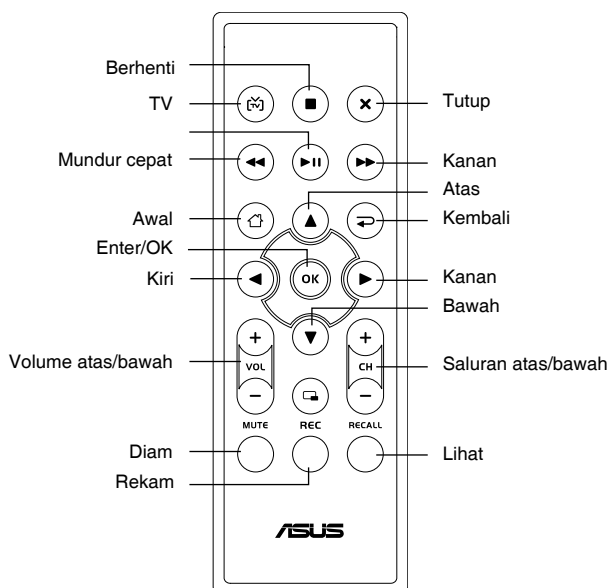 Berhenti
TV
Tutup
TV
Mundur cepat
Kanan
Atas
Awal
Kembali
Enter/OK
Kiri
OK
Kanan
Bawah
Volume atas/bawah
VOL
CH
Saluran atas/bawah
MUTE
REC
RECALL
Diam
Lihat
Rekam
ASUS